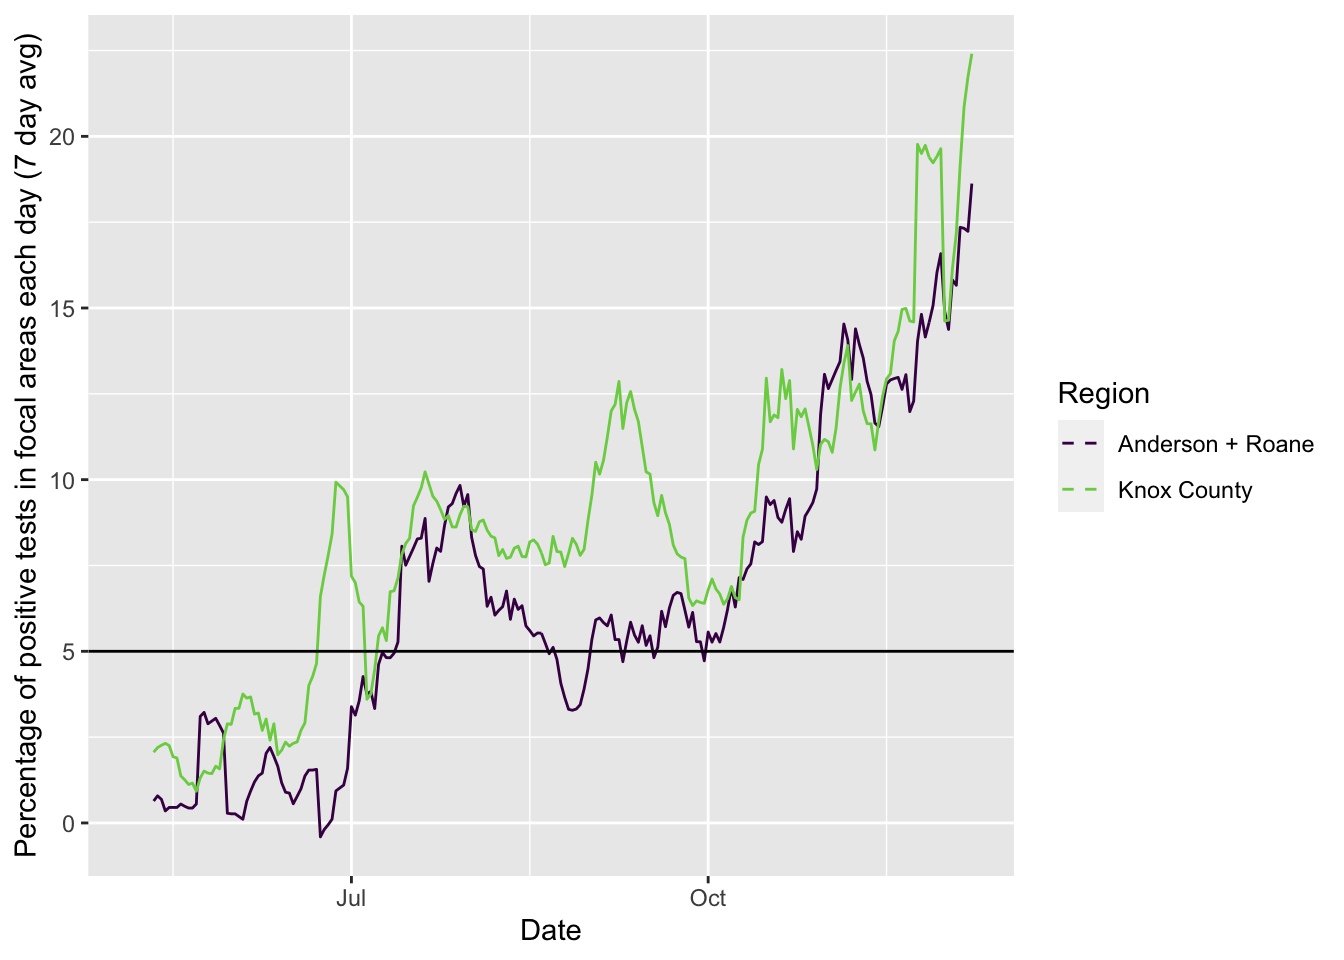 Percentage of positive tests in focal areas each day (7 day avg)
20
15
10
5
0
Jul
Oct
Date
Region
Anderson + Roane
Knox County